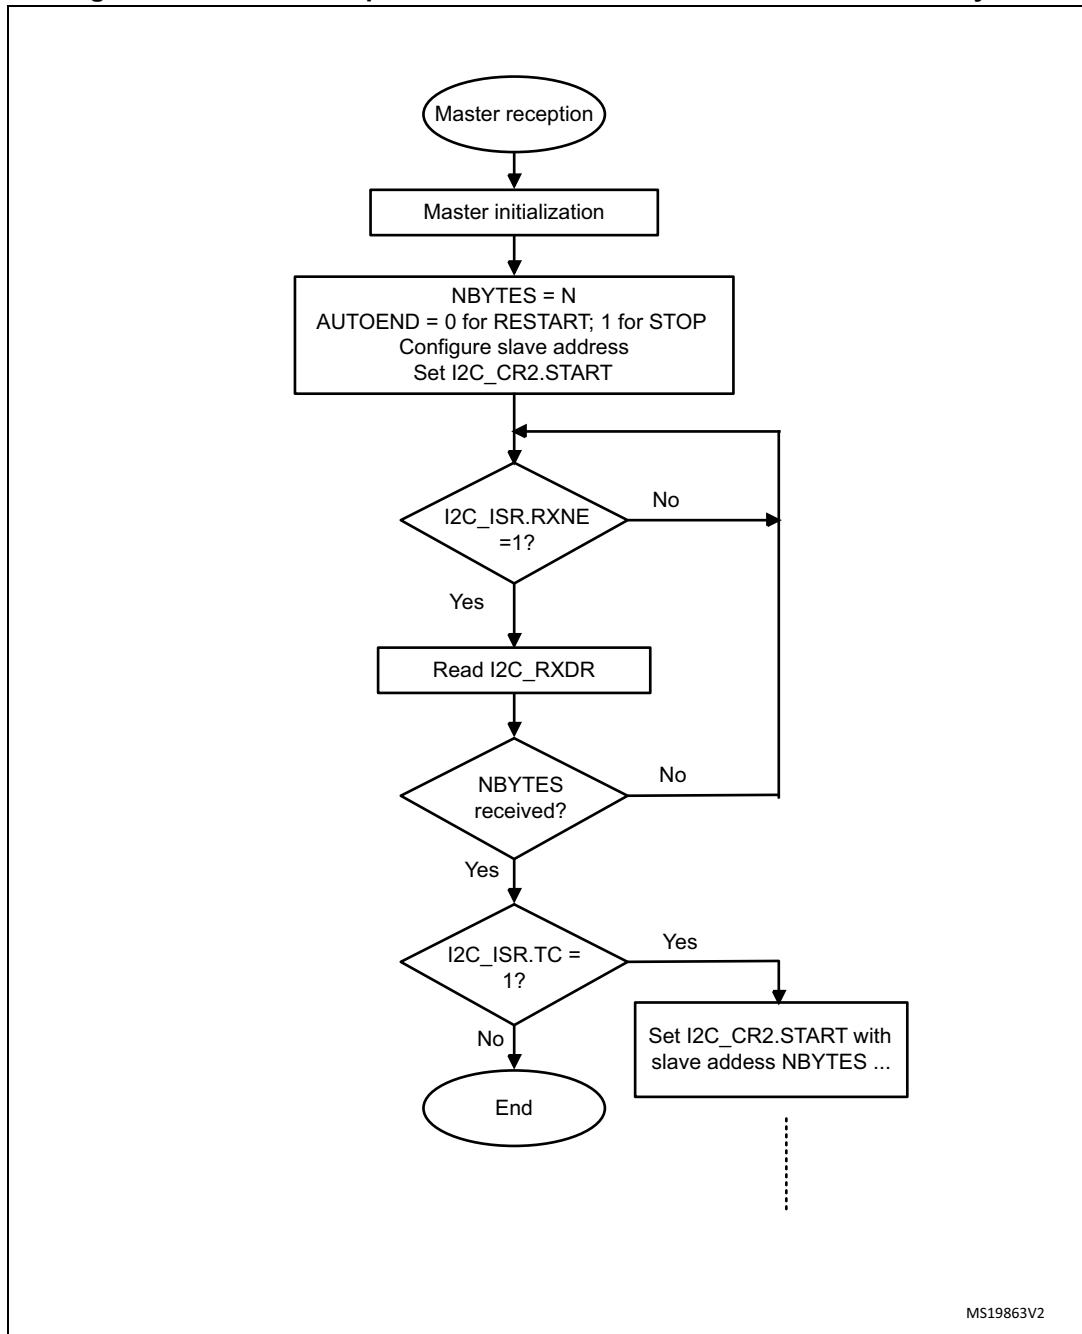 Master reception
Master initialization
NBYTES = N
AUTOEND = 0 for RESTART; 1 for STOP
Configure slave address
Set I2C_CR2.START
No
I2C_ISR.RXNE
=1?
Yes
Read I2C_RXDR
NBYTES
received?
No
Yes
I2C_ISR.TC =
1?
Yes
No
Set I2C_CR2.START with
slave addess NBYTES ...
End
MS19863V2